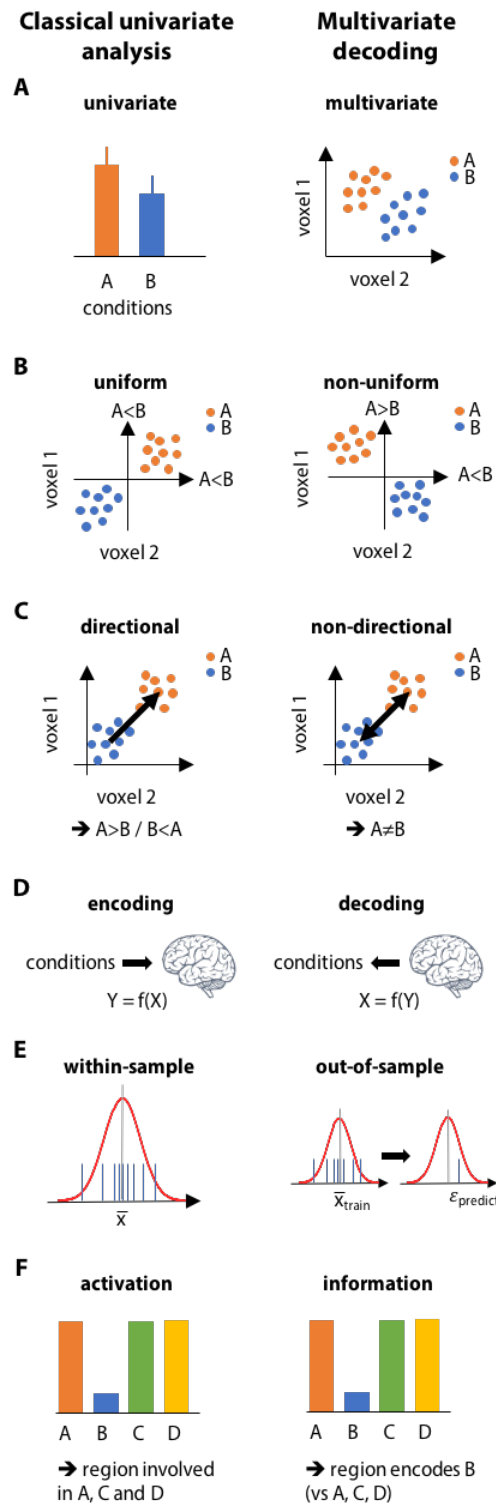 Classical univariate analysis
Multivariate decoding
A
univariate
multivariate
A
B
conditions
voxel 1
voxel 2
A
B
B
uniform
non-uniform
A<B
A<B
voxel 1
voxel 2
A
B
A>B
A<B
voxel 1
voxel 2
A
B
C
directional
non-directional
voxel 1
voxel 2
A
B
➔ A>B / B<A
voxel 1
voxel 2
A
B
➔ A≠B
D
encoding
decoding
conditions
Y = f(X)
conditions
X = f(Y)
E
within-sample
out-of-sample
x̅
x̅train
εpredict
F
activation
information
A B C D
➔ region involved
in A, C and D
A B C D
➔ region encodes B
(vs A, C, D)